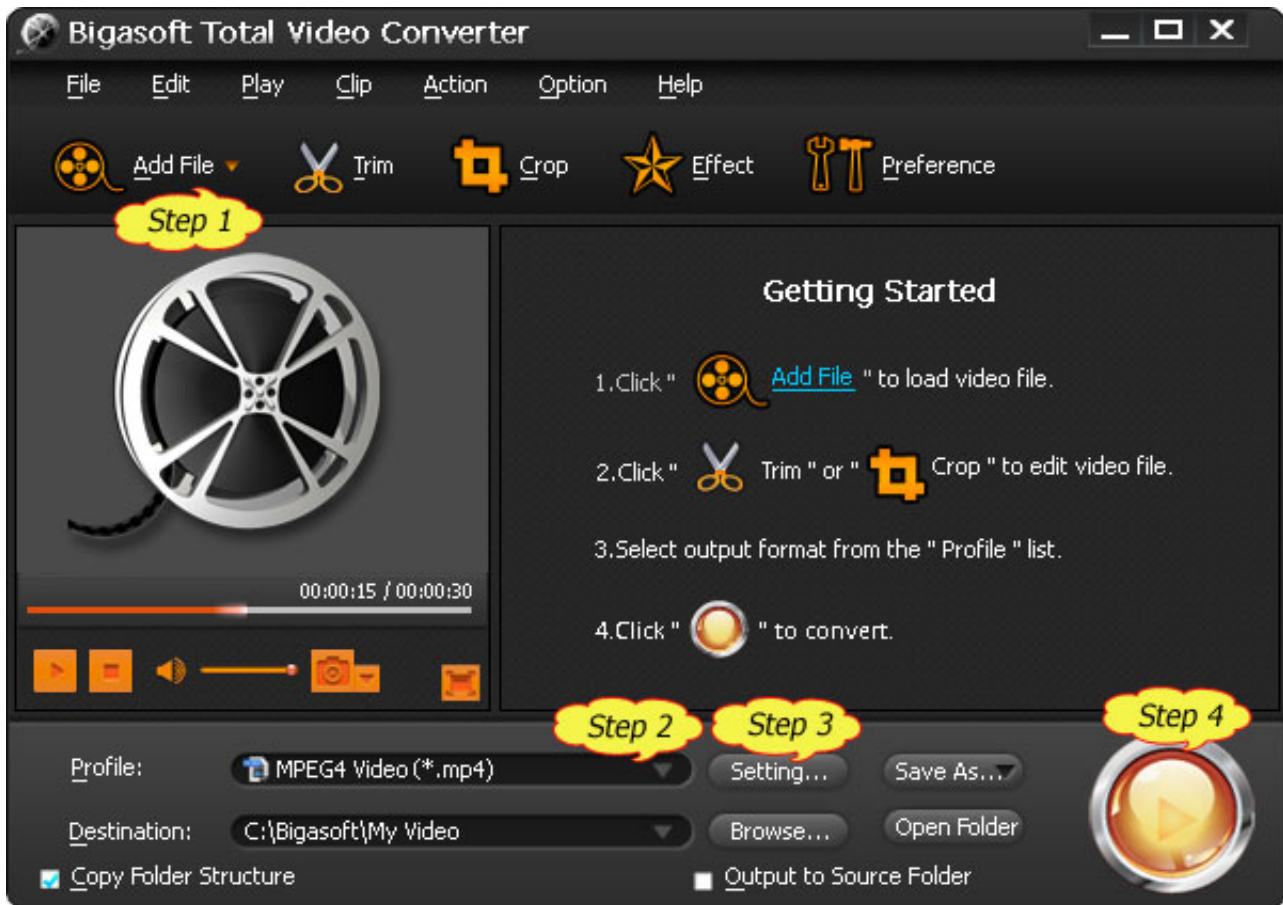 Bigasoft Total Video Converter
File Edit Play Clip Action Option Help
Add File Trim Crop Effect Preference
Step 1
Getting Started
1.Click " Add File " to load video file.
2.Click " Trim " or " Crop " to edit video file.
3.Select output format from the " Profile " list.
00:00:15 / 00:00:30
4.Click " " to convert.
Step 2 Step 3 Step 4
Profile: MPEG4 Video (*.mp4) Setting... Save As...
Destination: C:\Bigasoft\My Video Browse... Open Folder
Copy Folder Structure Output to Source Folder